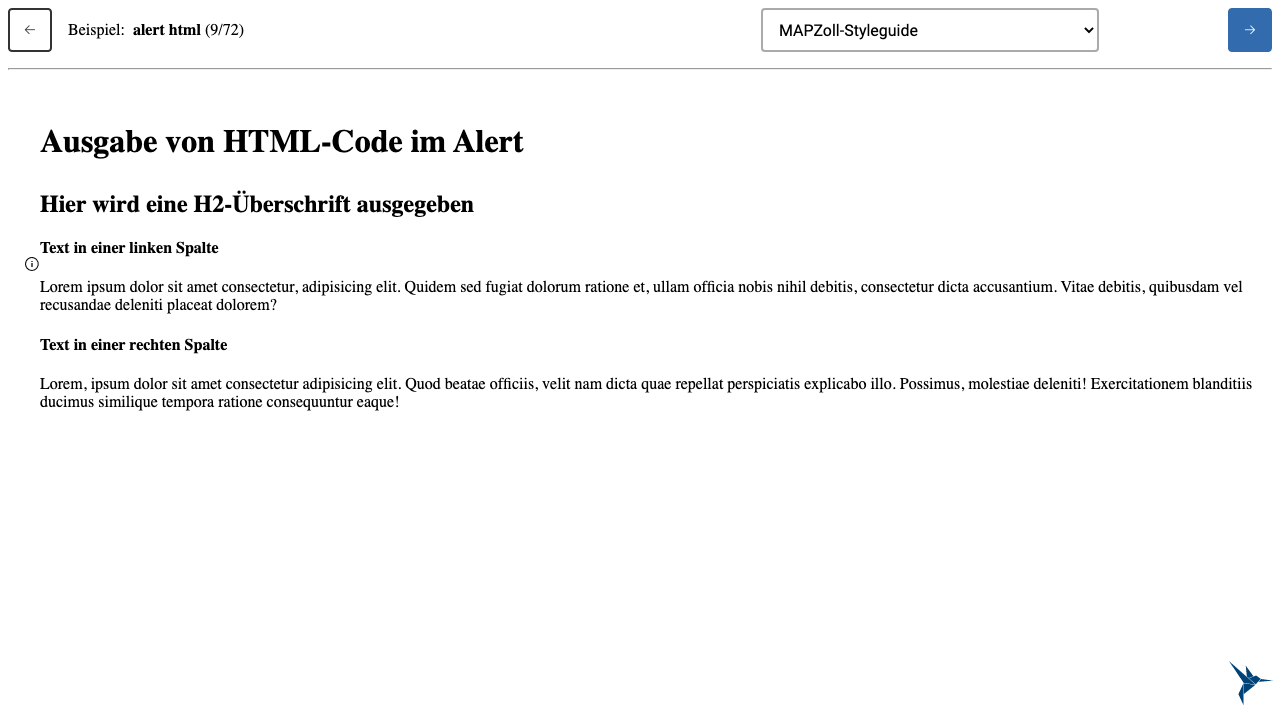 Beispiel: alert html (9/72)
MAPZoll-Styleguide
Ausgabe von HTML-Code im Alert
Hier wird eine H2-Überschrift ausgegeben
Text in einer linken Spalte
Lorem ipsum dolor sit amet consectetur, adipisicing elit. Quidem sed fugiat dolorum ratione et, ullam officia nobis nihil debitis, consectetur dicta accusantium. Vitae debitis, quibusdam vel
recusandae deleniti placeat dolorem?
Text in einer rechten Spalte
Lorem, ipsum dolor sit amet consectetur adipisicing elit. Quod beatae officiis, velit nam dicta quae repellat perspiciatis explicabo illo. Possimus, molestiae deleniti! Exercitationem blanditiis
ducimus similique tempora ratione consequuntur eaque!